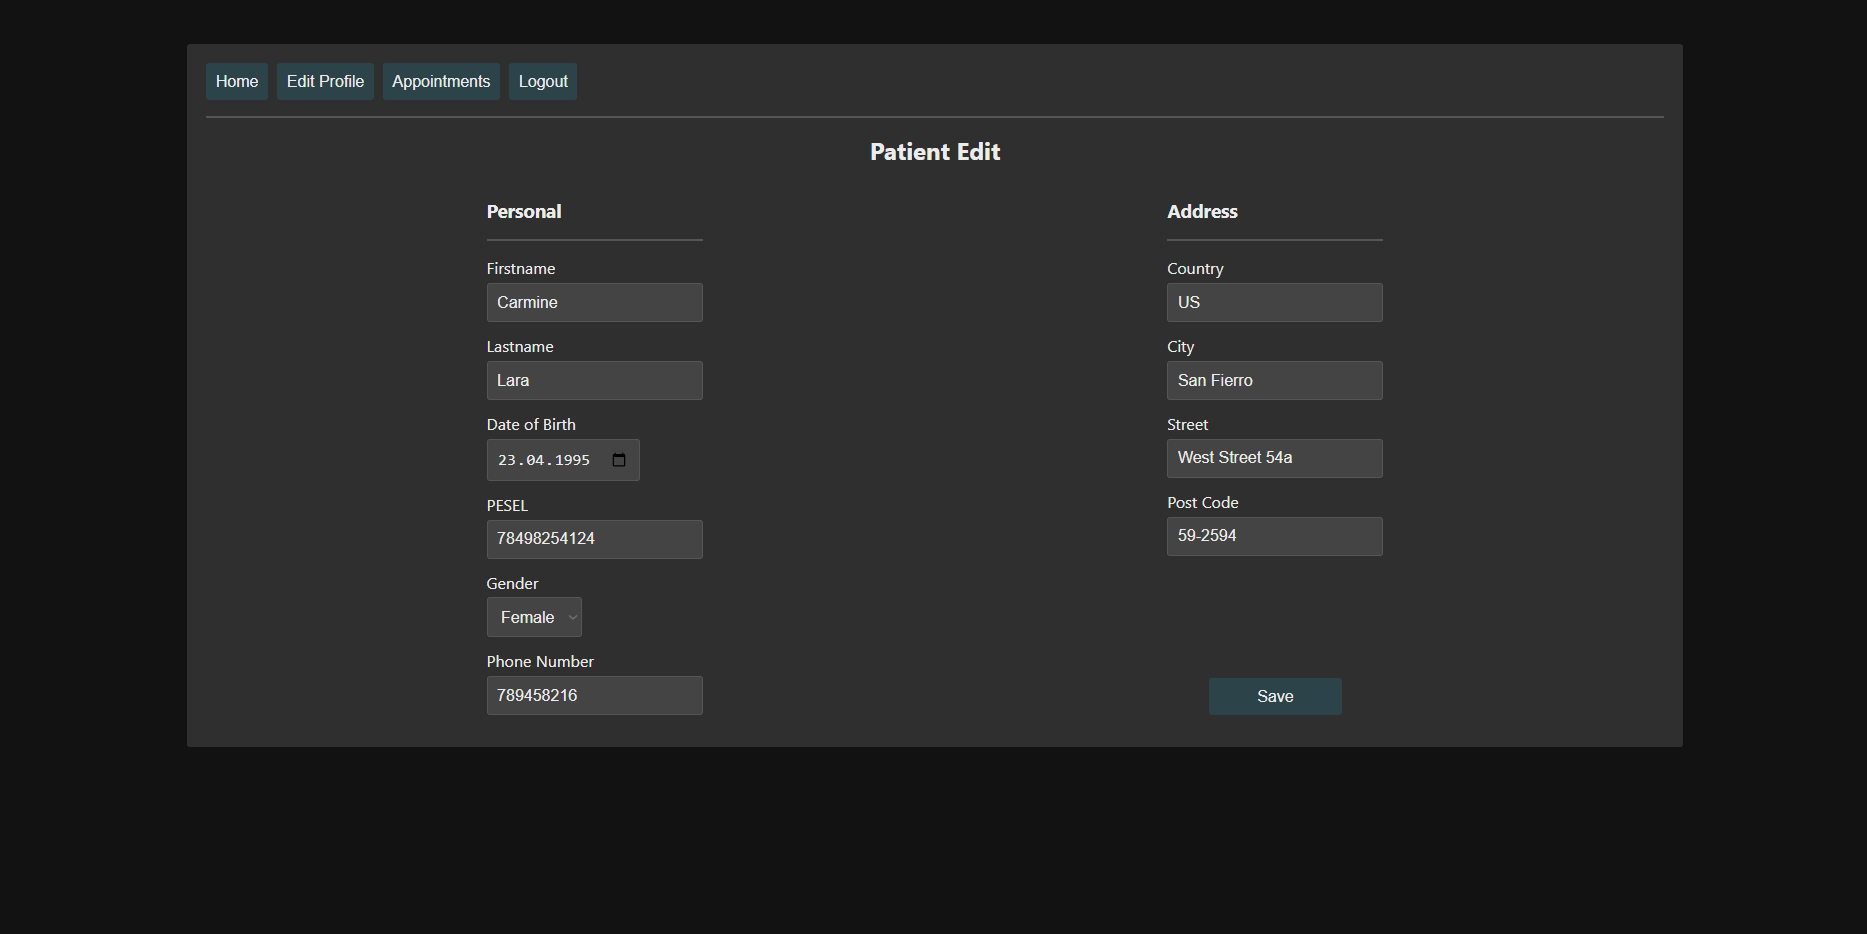 Home Edit Profile Appointments Logout
Patient Edit
Personal
Firstname
Carmine
Lastname
Lara
Date of Birth
23.04.1995
PESEL
78498254124
Gender
Female
Phone Number
789458216
Address
Country
US
City
San Fierro
Street
West Street 54a
Post Code
59-2594
Save